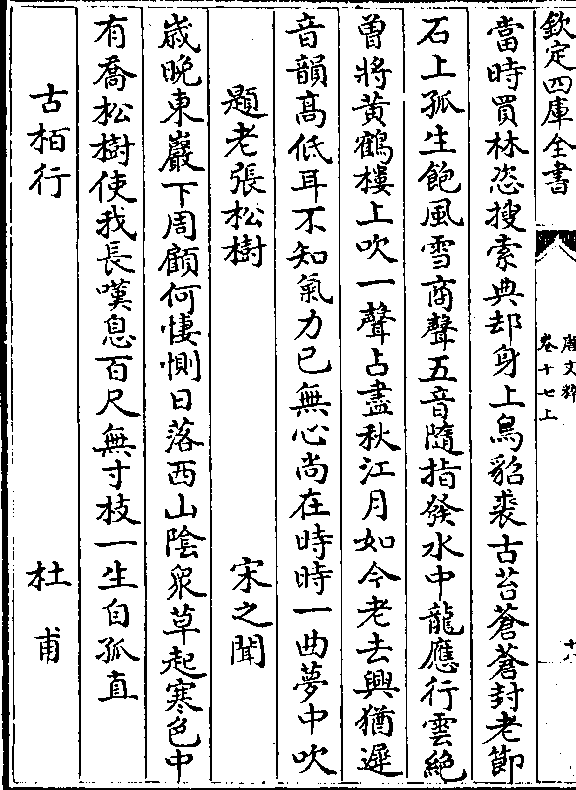 欽定四庫全書
唐文粹
卷十七上
十八
當時買林恣搜索典却身上烏貂裘古苔蒼蒼封老節
石上孤生飽風雪商聲五音隨指發水中龍應行雲絶
曾將黄鶴樓上吹一聲占盡秋江月如今老去興猶遲
音韻髙低耳不知氣力已無心尚在時時一曲夢中吹
題老張松樹 宋之聞
歲晚東巖下周顧何悽惻日落西山陰衆草起寒色中
有喬松樹使我長嘆息百尺無寸枝一生自孤直
古栢行 杜甫